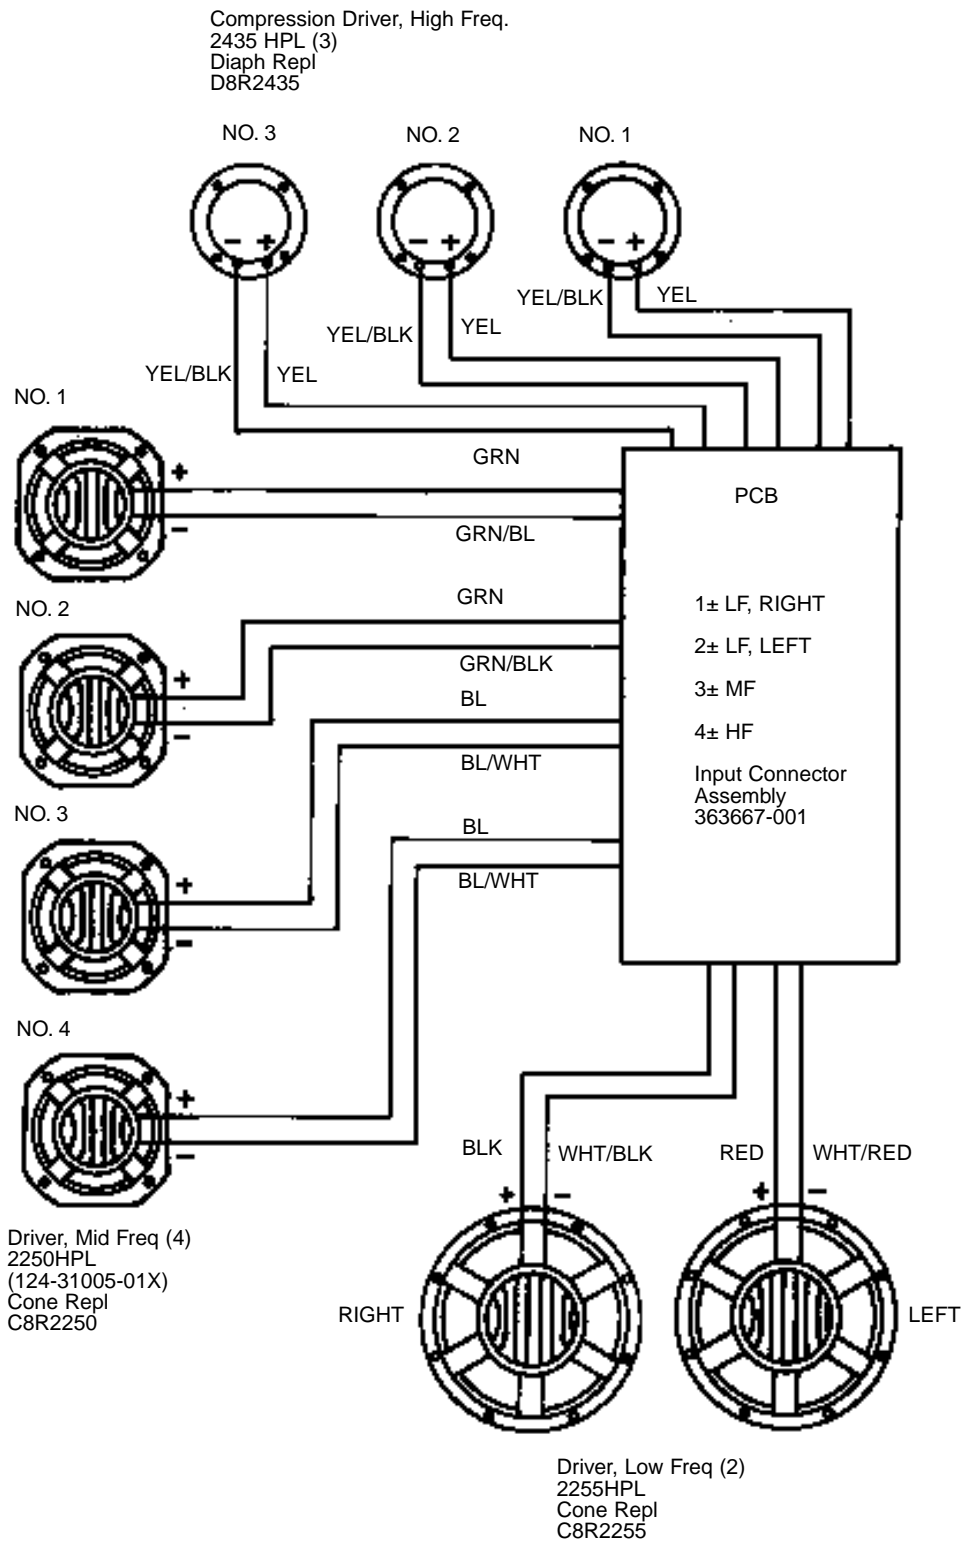 Compression Driver, High Freq.
2435 HPL (3)
Diaph Repl
D8R2435
NO. 3
NO. 2
NO. 1
− +
− +
− +
YEL/BLK
YEL
YEL/BLK
YEL
YEL/BLK
YEL
NO. 1
+
GRN
−
GRN/BL
PCB
NO. 2
GRN
+
GRN/BLK
−
BL
BL/WHT
1± LF, RIGHT
2± LF, LEFT
3± MF
4± HF
Input Connector
Assembly
363667-001
NO. 3
BL
+
BL/WHT
−
NO. 4
+
−
BLK
WHT/BLK
RED
WHT/RED
+ −
+ −
Driver, Mid Freq (4)
2250HPL
(124-31005-01X)
Cone Repl
C8R2250
RIGHT
LEFT
Driver, Low Freq (2)
2255HPL
Cone Repl
C8R2255